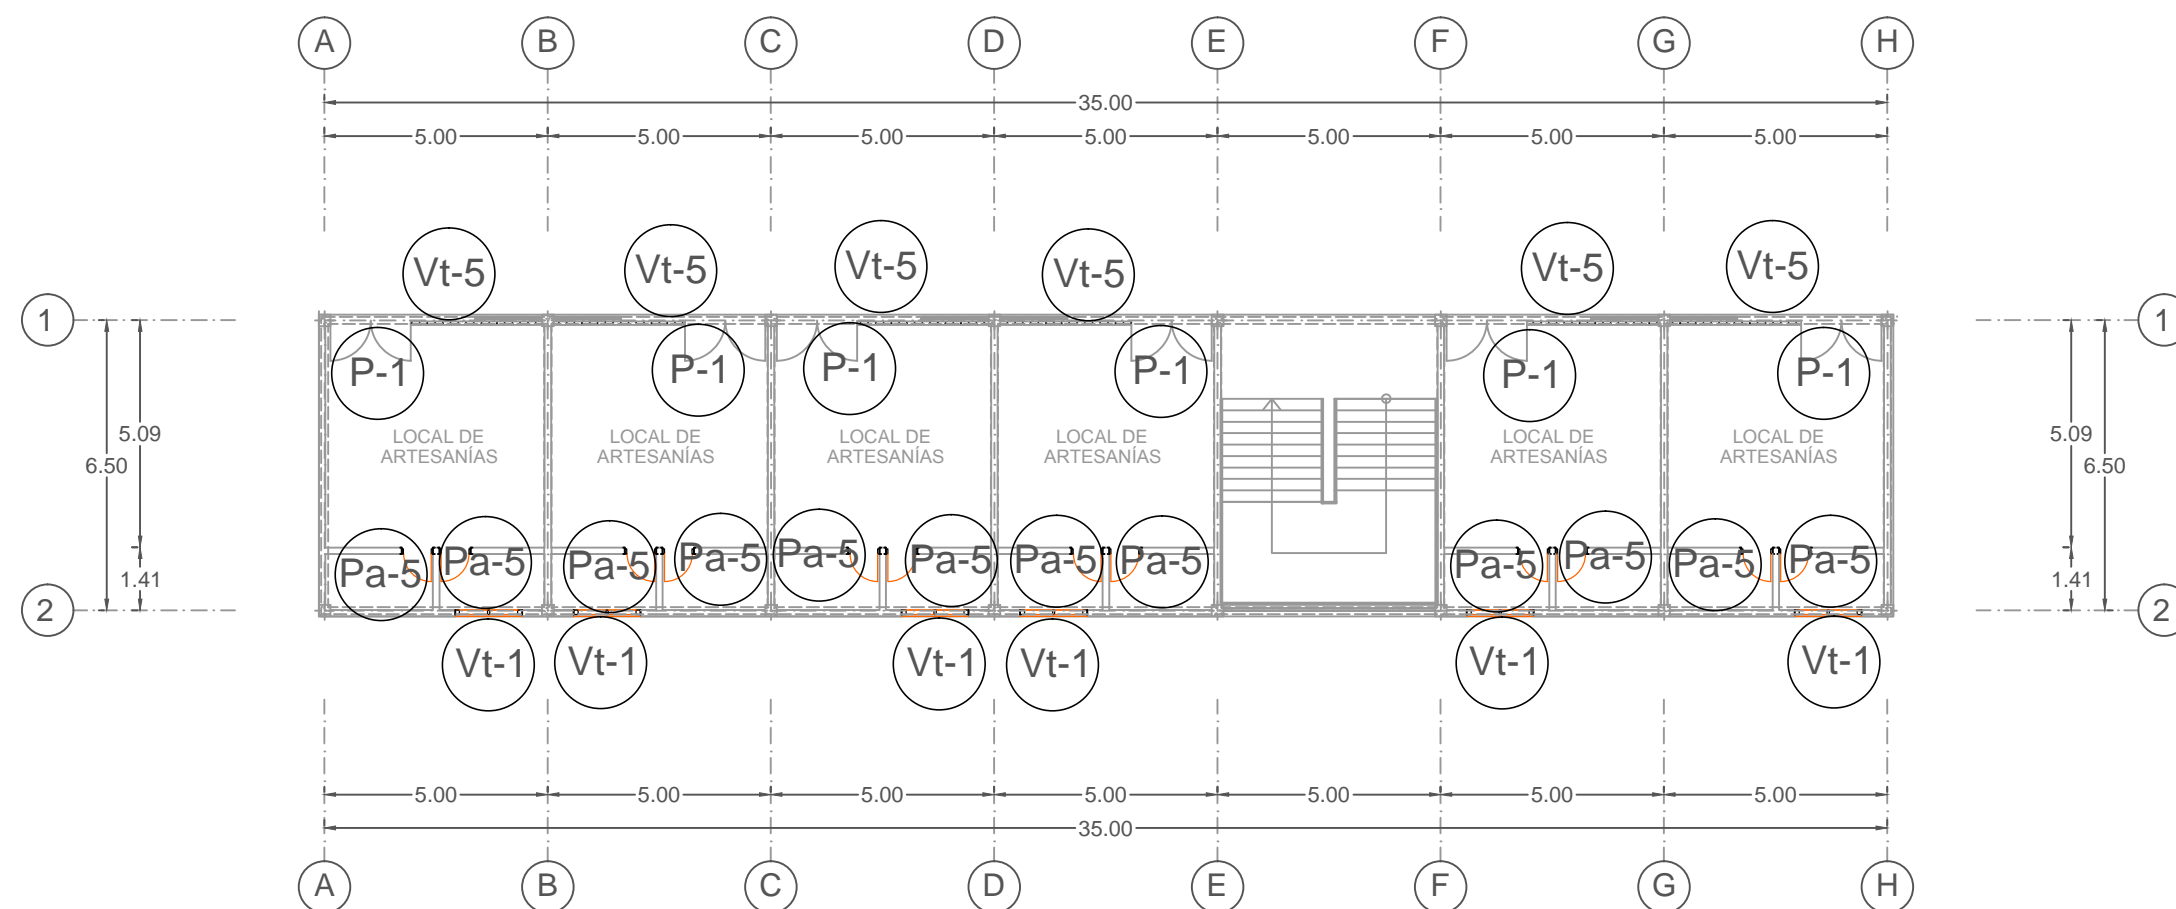 A B C D E F G H
35.00
5.00 5.00 5.00 5.00 5.00 5.00 5.00
Vt-5 Vt-5 Vt-5 Vt-5 Vt-5 Vt-5
1 1
P-1 P-1 P-1 P-1 P-1 P-1
5.09 5.09
6.50 6.50
LOCAL DE LOCAL DE LOCAL DE LOCAL DE LOCAL DE LOCAL DE
ARTESANÍAS ARTESANÍAS ARTESANÍAS ARTESANÍAS ARTESANÍAS ARTESANÍAS
Pa-5 Pa-5 Pa-5 Pa-5 Pa-5 Pa-5 Pa-5 Pa-5 Pa-5 Pa-5 Pa-5 Pa-5
1.41 1.41
2 2
Vt-1 Vt-1 Vt-1 Vt-1 Vt-1 Vt-1
5.00 5.00 5.00 5.00 5.00 5.00 5.00
35.00
A B C D E F G H